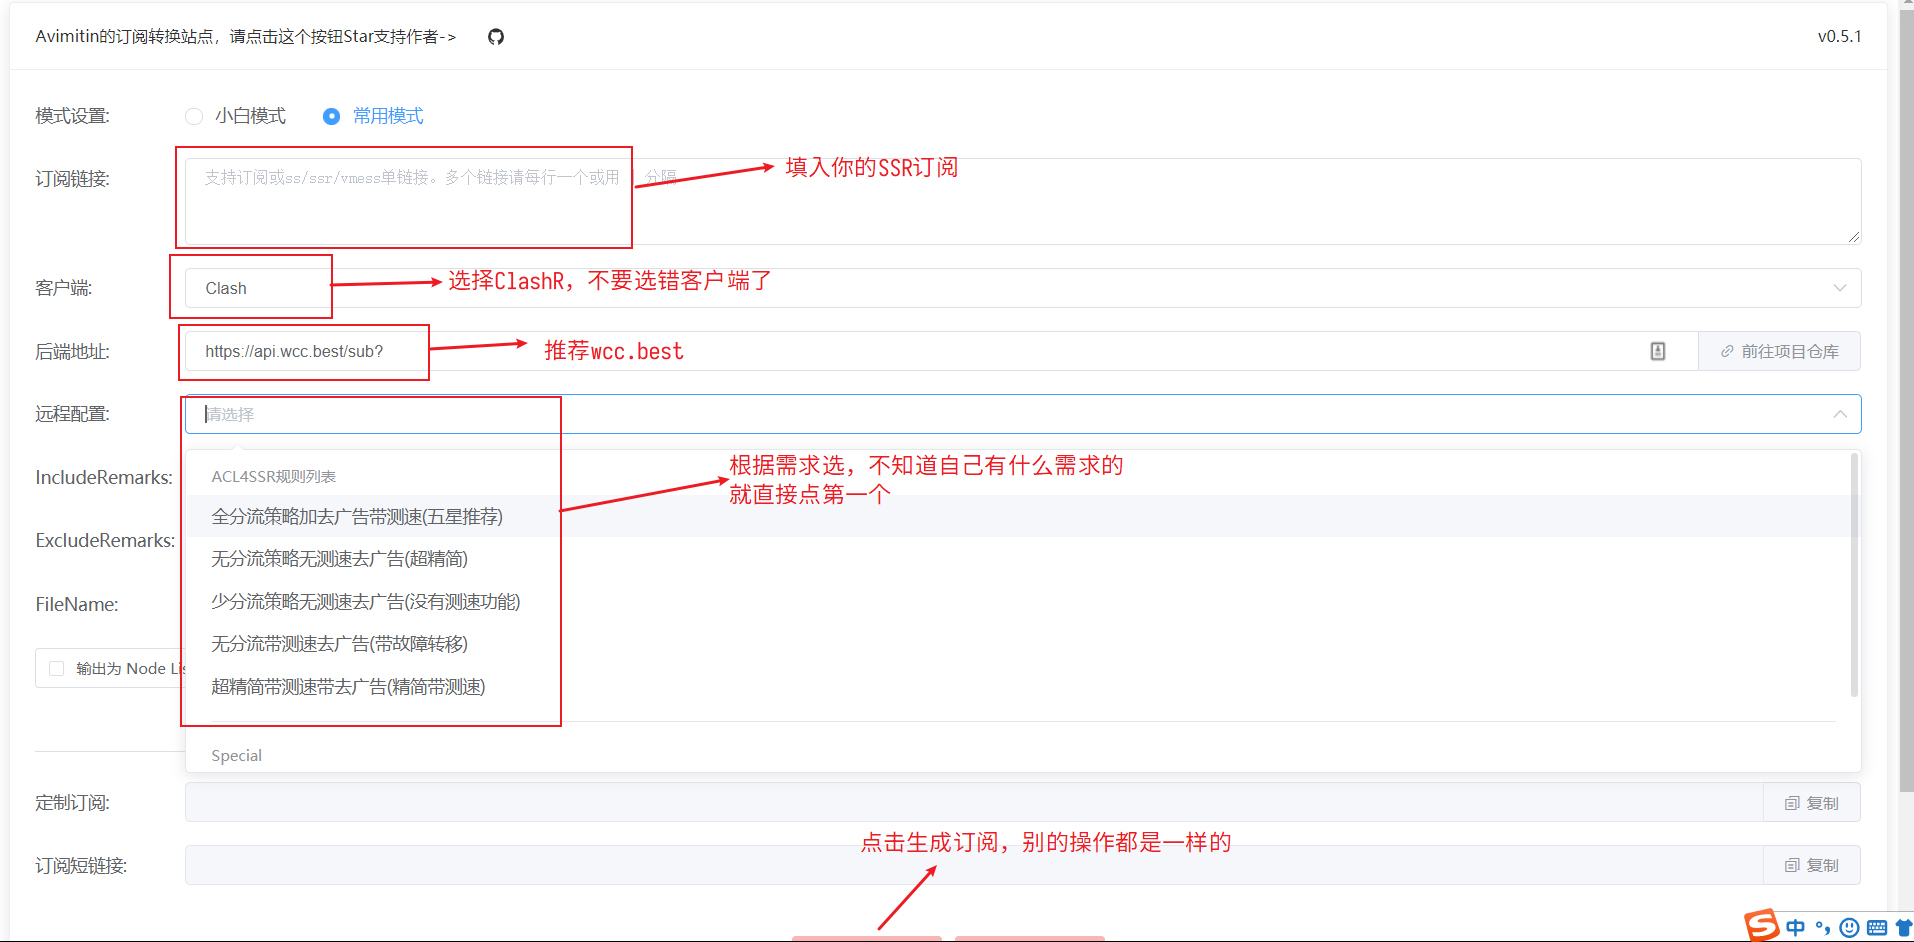 Avimitin的订阅转换站点，请点击这个按钮Star支持作者->
v0.5.1
模式设置:
小白模式
常用模式
订阅链接:
支持订阅或ss/ssr/vmess单链接。多个链接请每行一个或用
分隔
填入你的SSR订阅
客户端:
Clash
选择ClashR，不要选错客户端了
后端地址:
https://api.wcc.best/sub?
推荐wcc.best
前往项目仓库
远程配置:
请选择
IncludeRemarks:
ACL4SSR规则列表
根据需求选，不知道自己有什么需求的
就直接点第一个
全分流策略加去广告带测速(五星推荐)
ExcludeRemarks:
无分流策略无测速去广告(超精简)
FileName:
少分流策略无测速去广告(没有测速功能)
无分流带测速去广告(带故障转移)
输出为 Node Lis
超精简带测速带去广告(精简带测速)
Special
定制订阅:
复制
点击生成订阅，别的操作都是一样的
订阅短链接:
复制
中